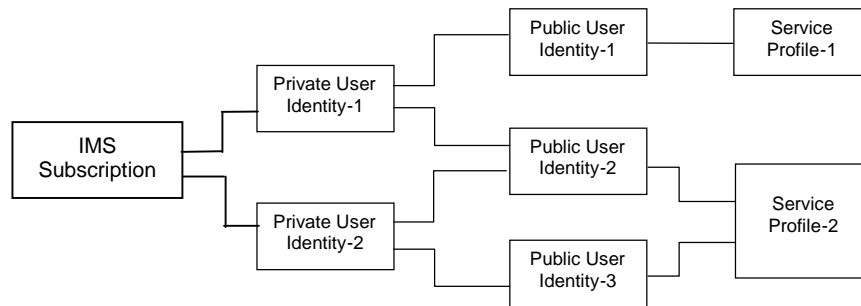 Public User
Identity-1
Service
Profile-1
Private User
Identity-1
IMS
Subscription
Public User
Identity-2
Private User
Identity-2
Service
Profile-2
Public User
Identity-3